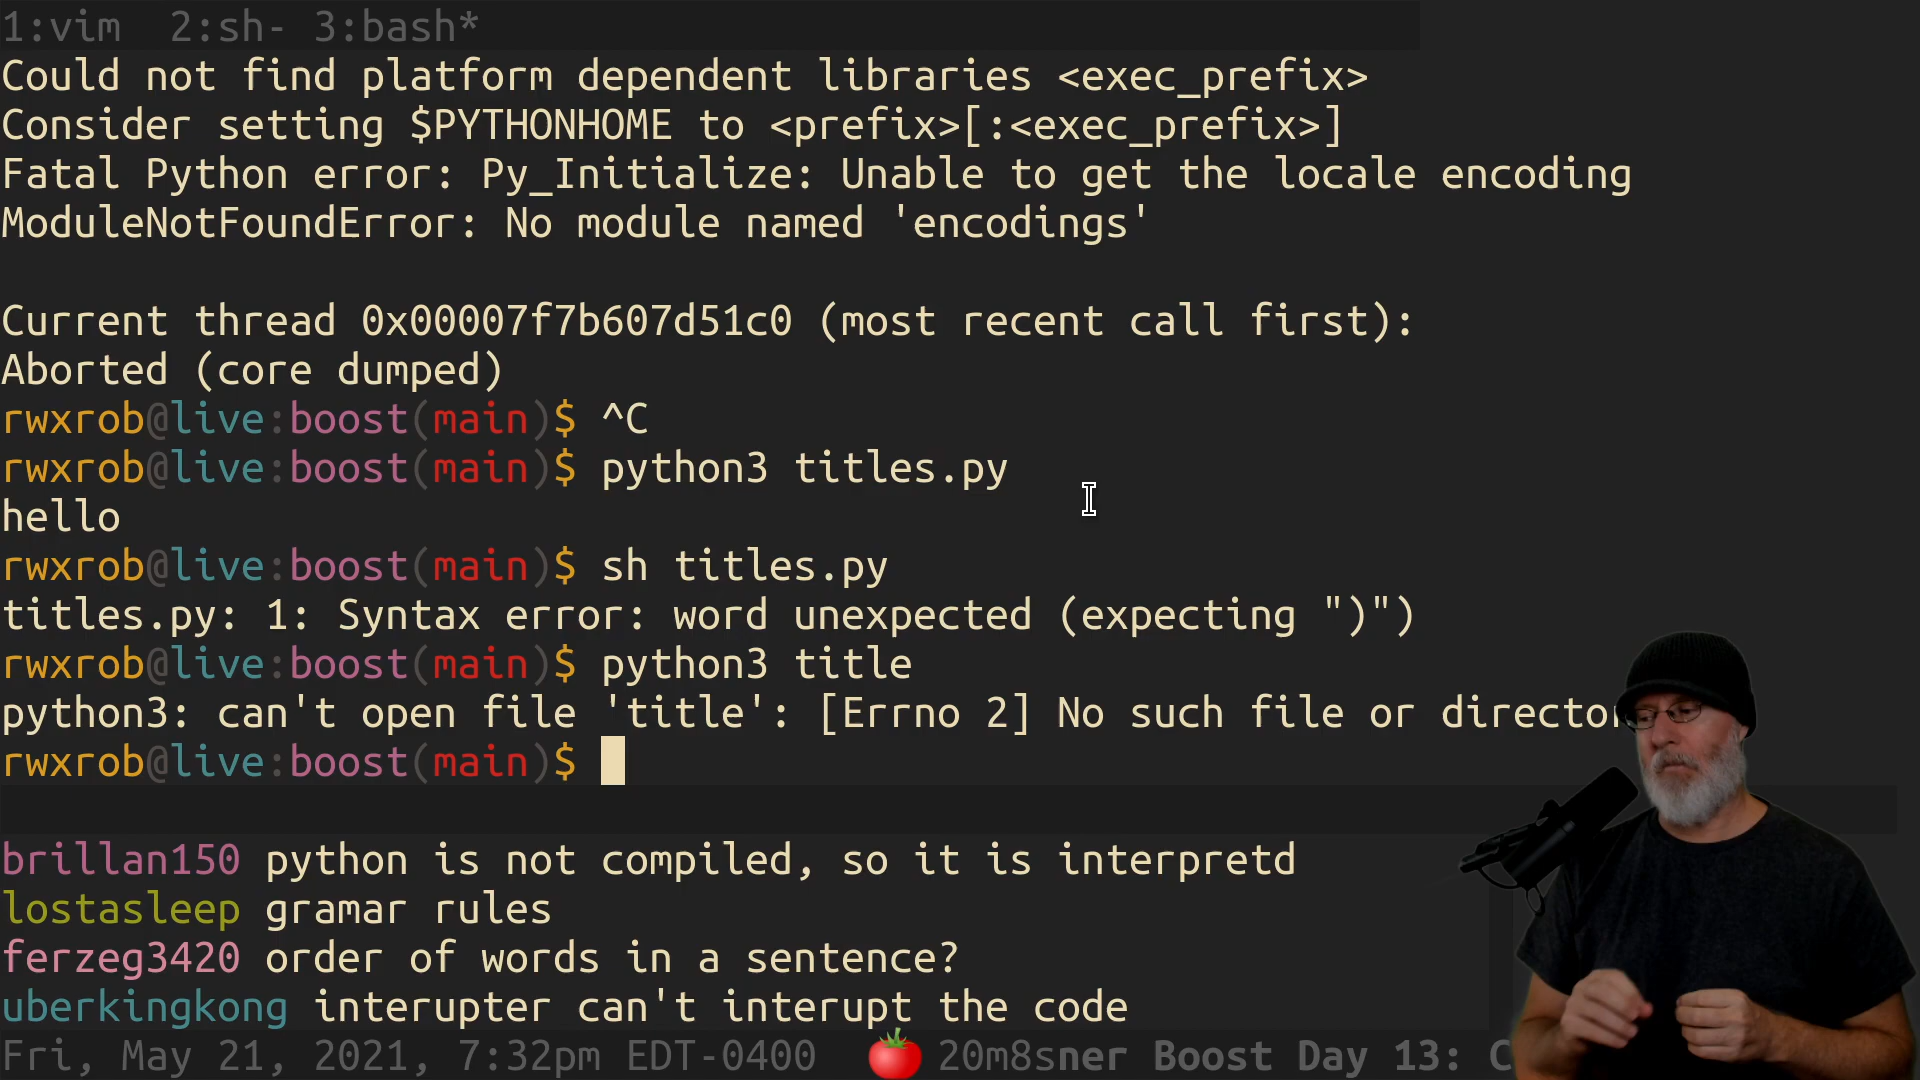 1:vim  2:sh- 3:bash*
Could not find platform dependent libraries <exec_prefix>
Consider setting $PYTHONHOME to <prefix>[:<exec_prefix>]
Fatal Python error: Py_Initialize: Unable to get the locale encoding
ModuleNotFoundError: No module named 'encodings'
Current thread 0x00007f7b607d51c0 (most recent call first):
Aborted (core dumped)
rwxrob@live:boost(main)$ ^C
rwxrob@live:boost(main)$ python3 titles.py
hello
rwxrob@live:boost(main)$ sh titles.py
titles.py: 1: Syntax error: word unexpected (expecting ")")
rwxrob@live:boost(main)$ python3 title
python3: can't open file 'title': [Errno 2] No such file or director
rwxrob@live:boost(main)$
brillan150 python is not compiled, so it is interpretd
lostasleep gramar rules
ferzeg3420 order of words in a sentence?
uberkingkong interupter can't interupt the code
Fri, May 21, 2021, 7:32pm EDT-0400 20m8sner Boost Day 13: C